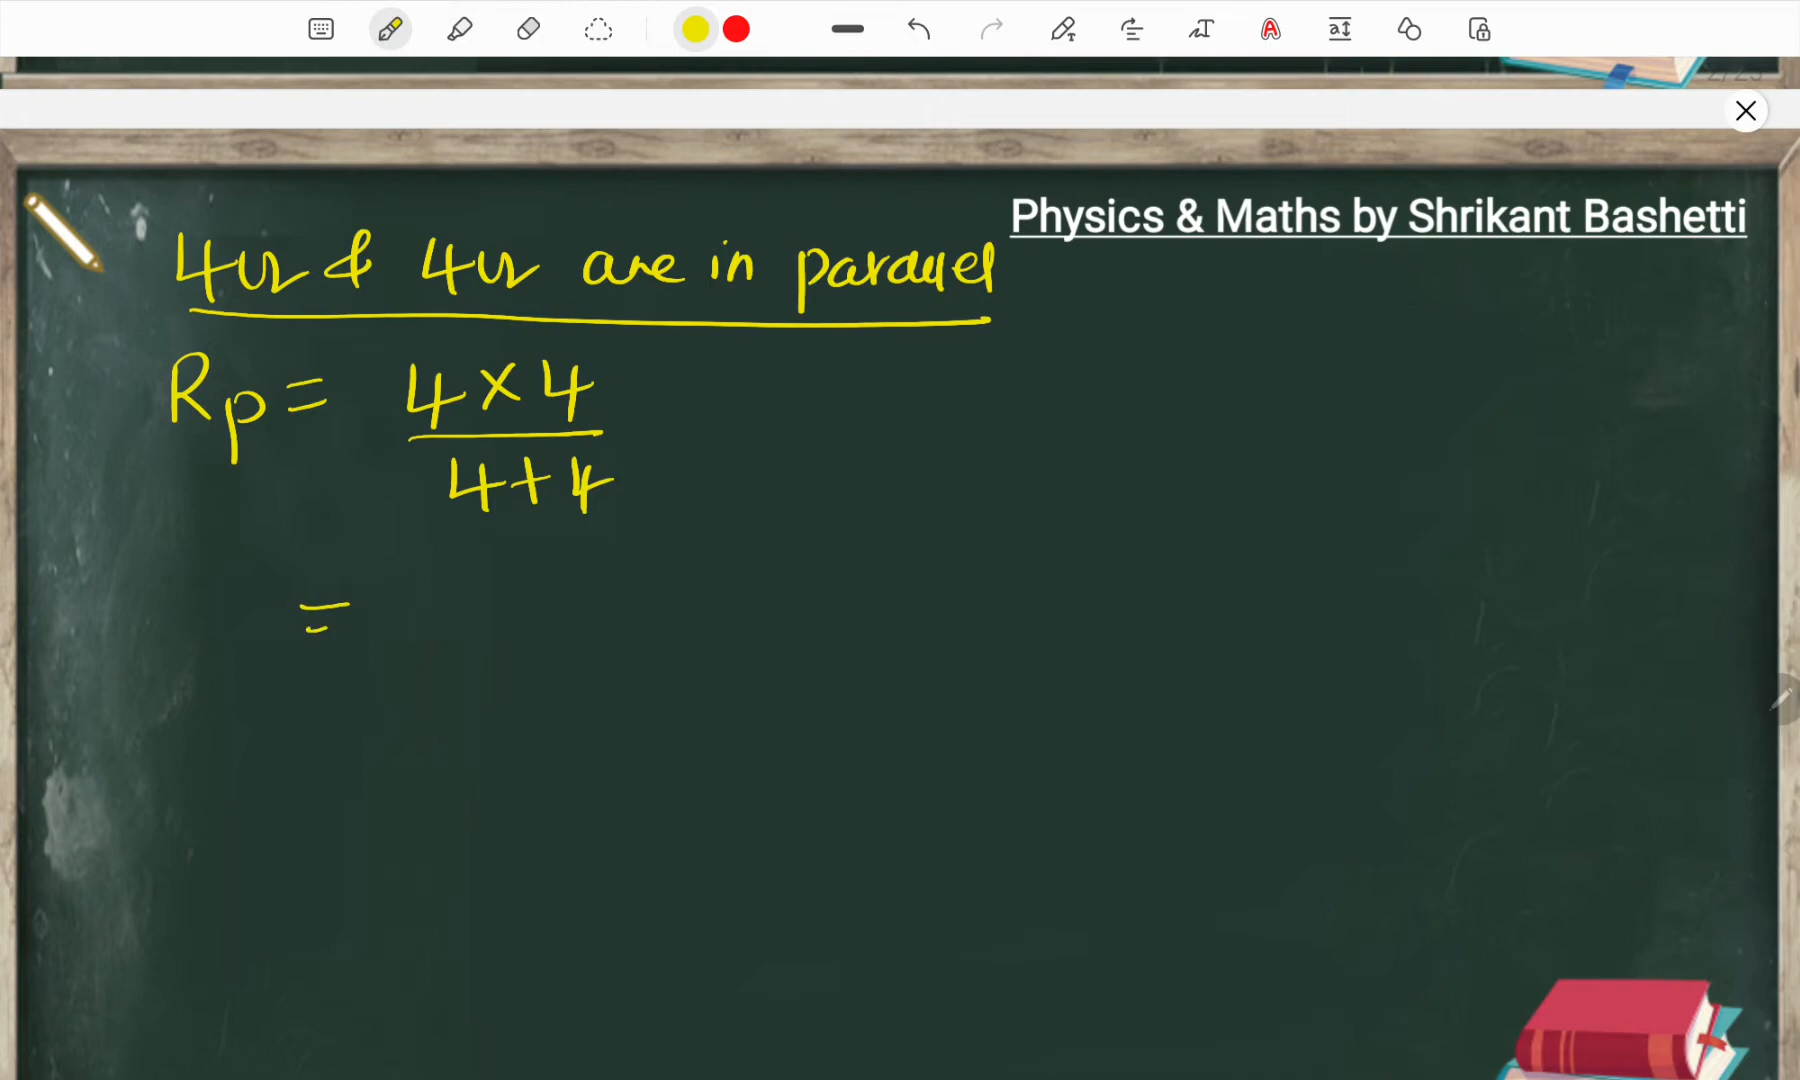 Physics & Maths by Shrikant Bashetti
4Ω & 4Ω are in parallel
Rp = 4 × 4
4 + 4
=